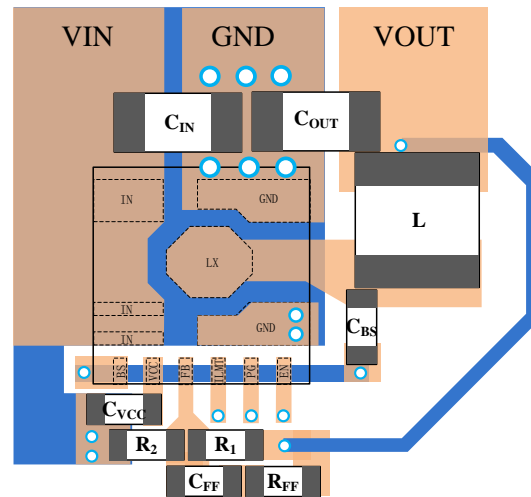 VIN GND VOUT
CIN COUT
IN GND
L
LX
IN GND CBS
IN
BS VCC FB ILMT PG EN
CVCC
R2 R1
CFF RFF